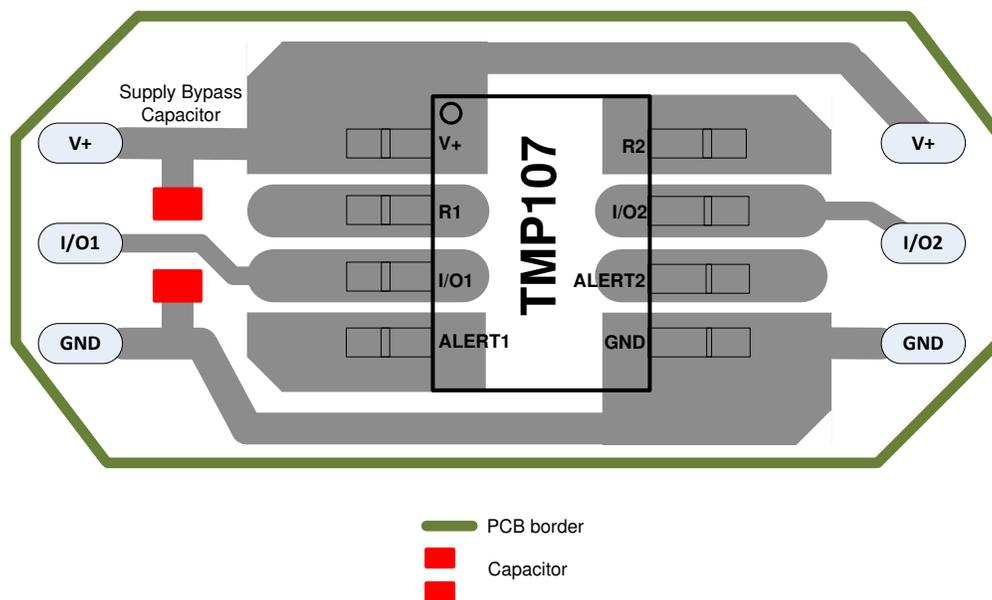 Supply Bypass
Capacitor
V+
I/O1
GND
V+
R1
I/O1
ALERT1
TMP107
R2
I/O2
ALERT2
GND
V+
I/O2
GND
PCB border
Capacitor